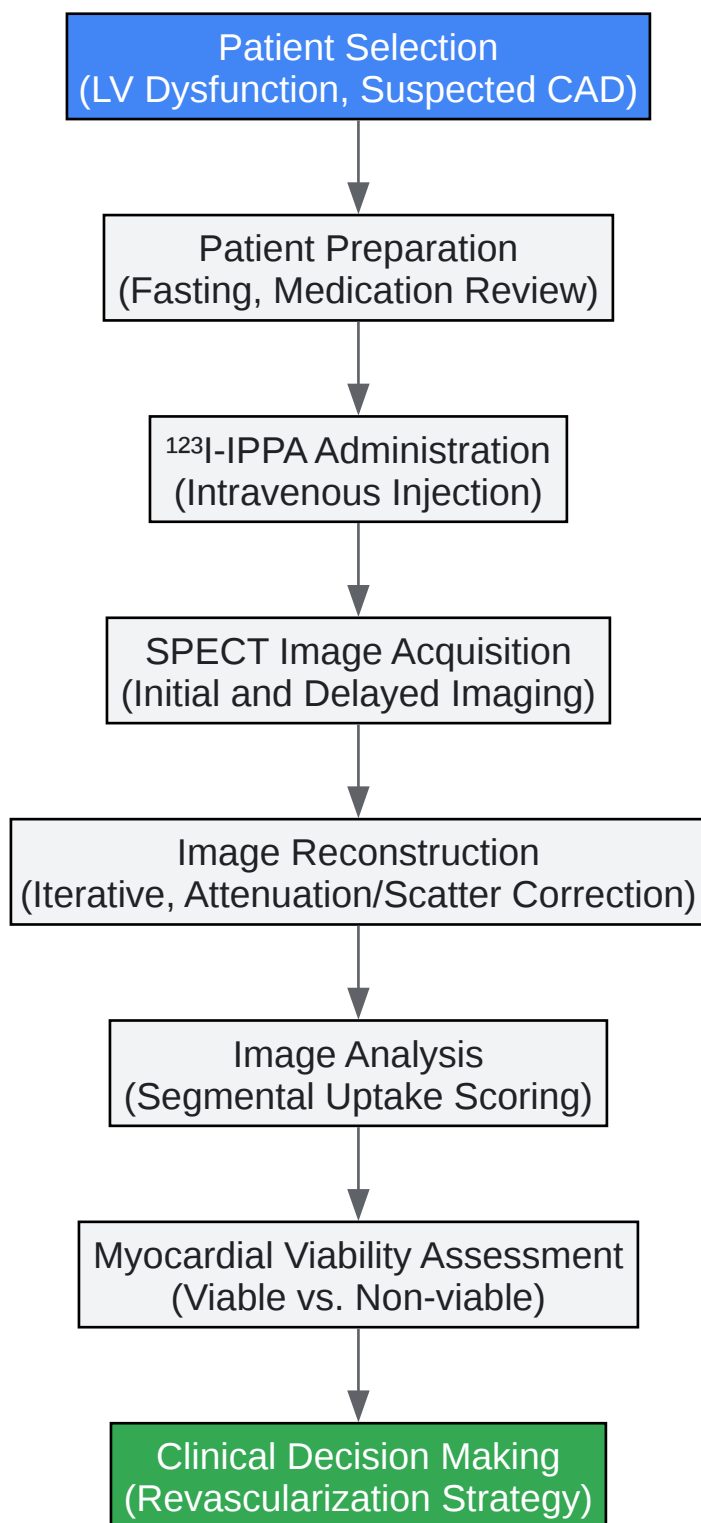 Patient Selection
(LV Dysfunction, Suspected CAD)
Patient Preparation
(Fasting, Medication Review)
¹²³I-IPPA Administration
(Intravenous Injection)
SPECT Image Acquisition
(Initial and Delayed Imaging)
Image Reconstruction
(Iterative, Attenuation/Scatter Correction)
Image Analysis
(Segmental Uptake Scoring)
Myocardial Viability Assessment
(Viable vs. Non-viable)
Clinical Decision Making
(Revascularization Strategy)